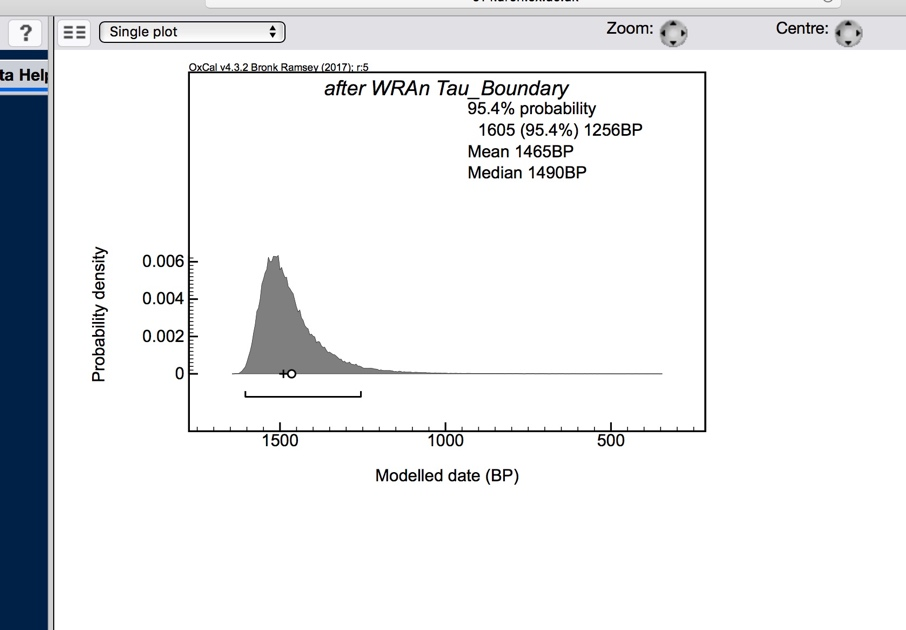 ?
Single plot
Zoom:
Centre:
OxCal v4.3.2 Bronk Ramsey (2017); r:5
after WRAn Tau_Boundary
95.4% probability
1605 (95.4%) 1256BP
Mean 1465BP
Median 1490BP
Probability density
0.006
0.004
0.002
0
1500 1000 500
Modelled date (BP)
ta Help